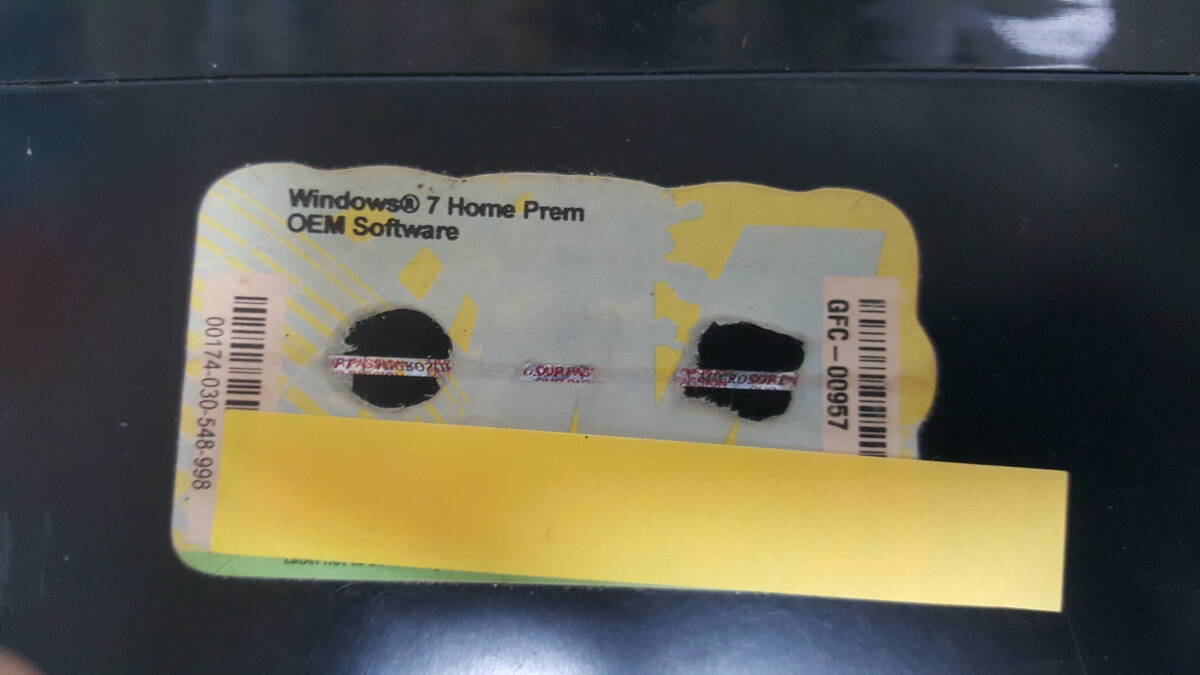 Windows® 7 Home Prem
OEM Software
00174-030-548-998
GFC-00957